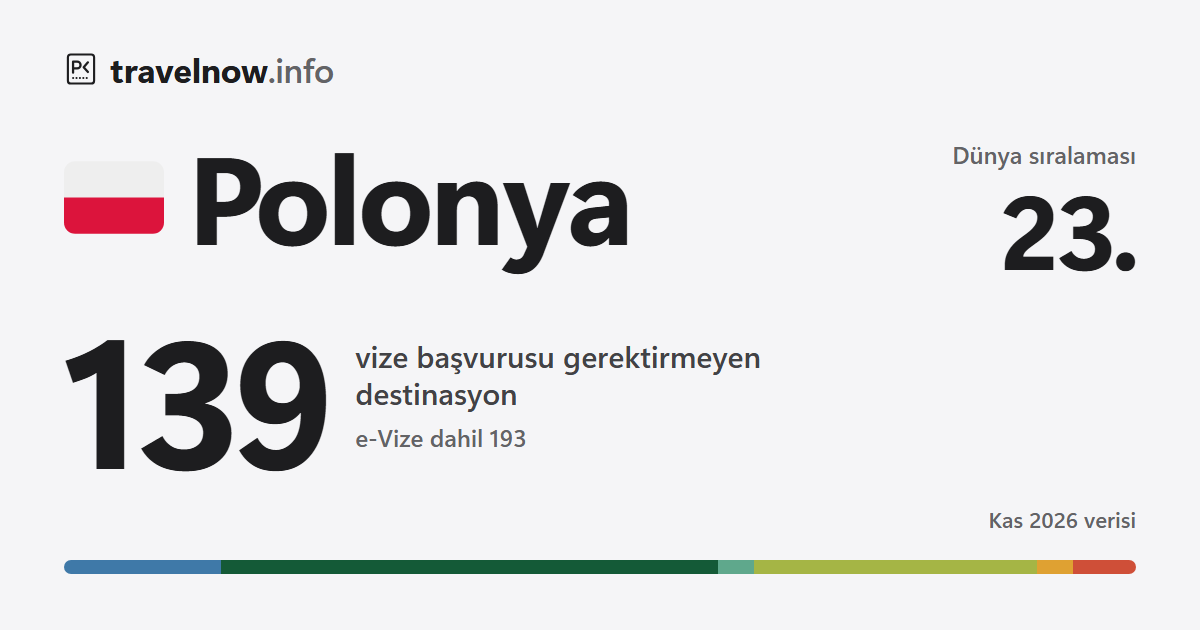 travelnow.info
Polonya
Dünya sıralaması
23.
139
vize başvurusu gerektirmeyen
destinasyon
e-Vize dahil 193
Kas 2026 verisi